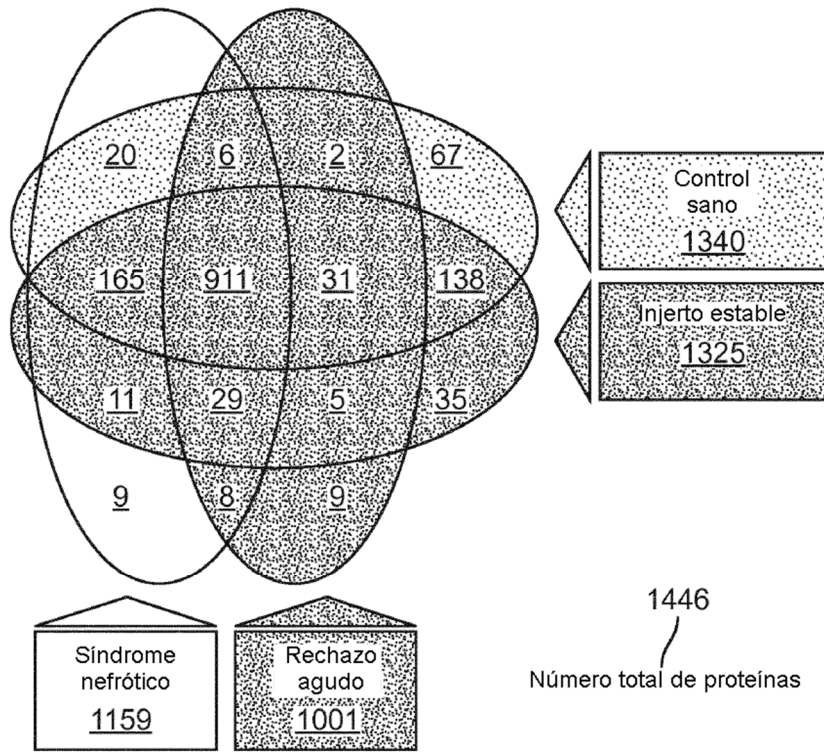 20 6 2 67
165 911 31 138
11 29 5 35
9 8 9
Control
sano
1340
Injerto estable
1325
Síndrome
nefrótico
1159
Rechazo
agudo
1001
1446
Número total de proteínas